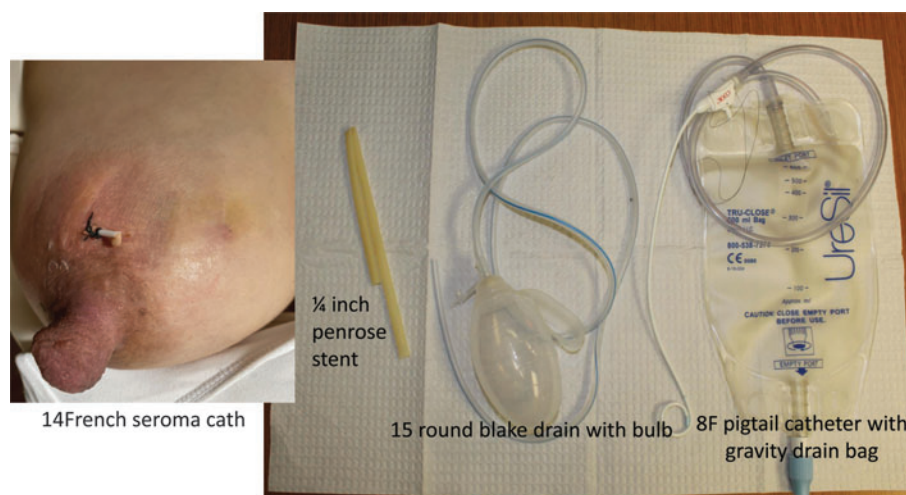 14French seroma cath
¼ inch
penrose
stent
15 round blake drain with bulb
8F pigtail catheter with
gravity drain bag
TRU-CLOSE®
UreSil®
CAUTION CLOSE EMPTY PORT
BEFORE USE.
EMPTY PORT